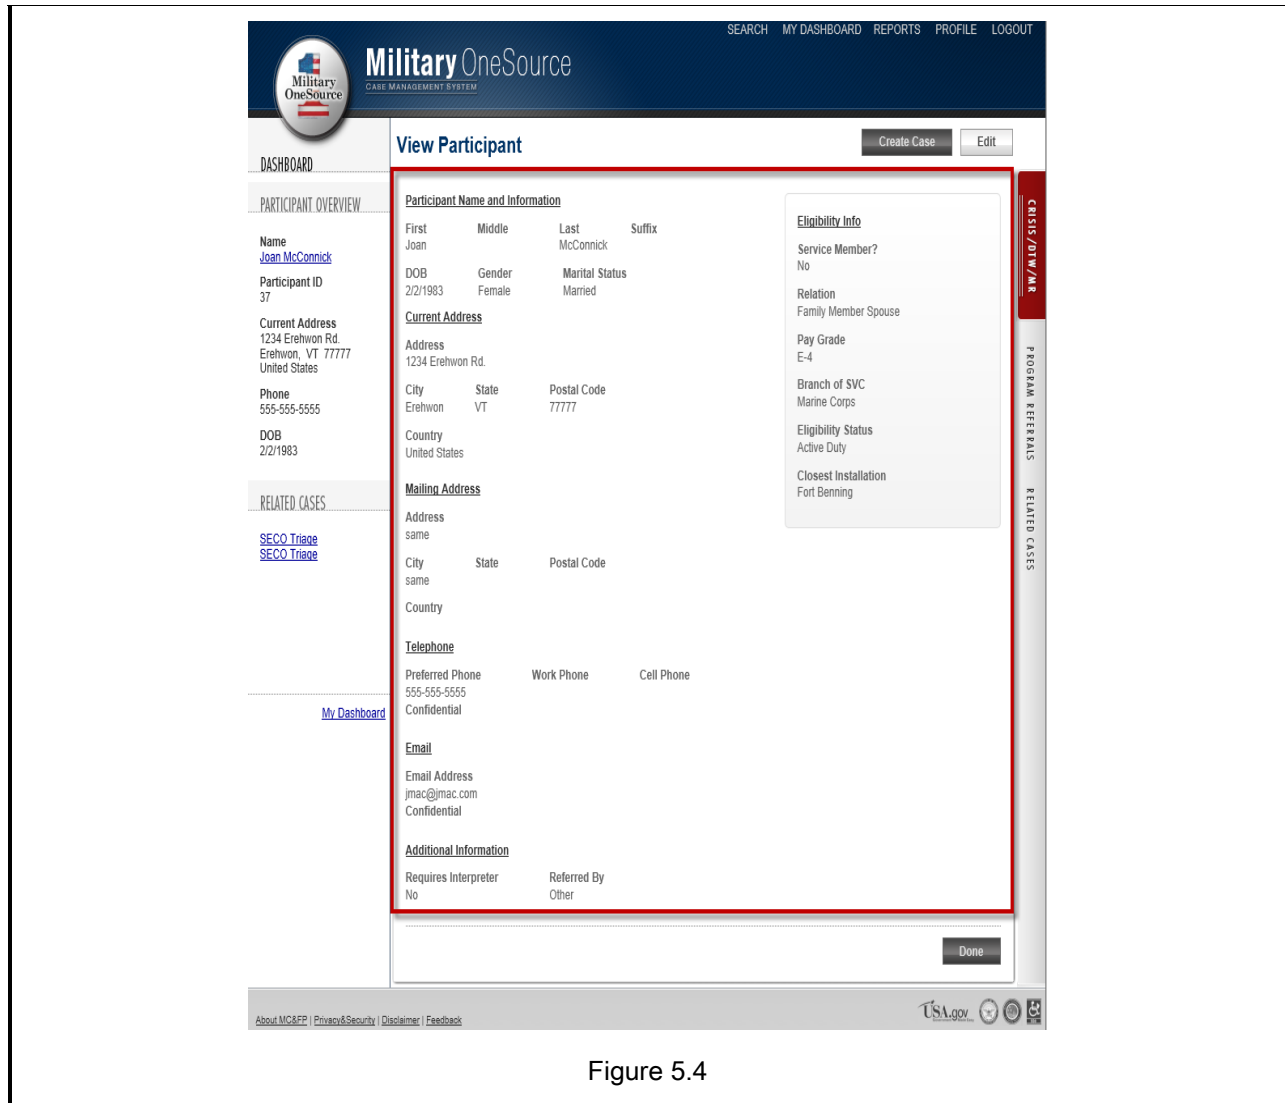 SEARCH MY DASHBOARD REPORTS PROFILE LOGOUT
Military
OneSource
Military OneSource
CASE MANAGEMENT SYSTEM
DASHBOARD
PARTICIPANT OVERVIEW
Name
Joan McConnick
Participant ID
37
Current Address
1234 Erehwon Rd.
Erehwon, VT 77777
United States
Phone
555-555-5555
DOB
2/2/1983
RELATED CASES
SECO Triage
SECO Triage
My Dashboard
View Participant
Create Case Edit
Participant Name and Information
First Middle Last Suffix
Joan McConnick
DOB Gender Marital Status
2/2/1983 Female Married
Current Address
Address
1234 Erehwon Rd.
City State Postal Code
Erehwon VT 77777
Country
United States
Mailing Address
Address
same
City State Postal Code
same
Country
Telephone
Preferred Phone Work Phone Cell Phone
555-555-5555
Confidential
Email
Email Address
jmac@jmac.com
Confidential
Additional Information
Requires Interpreter Referred By
No Other
Eligibility Info
Service Member?
No
Relation
Family Member Spouse
Pay Grade
E-4
Branch of SVC
Marine Corps
Eligibility Status
Active Duty
Closest Installation
Fort Benning
Done
CRISIS/DTW/MR
PROGRAM REFERRALS
RELATED CASES
About MC&FP | Privacy&Security | Disclaimer | Feedback
USA.gov
Figure 5.4